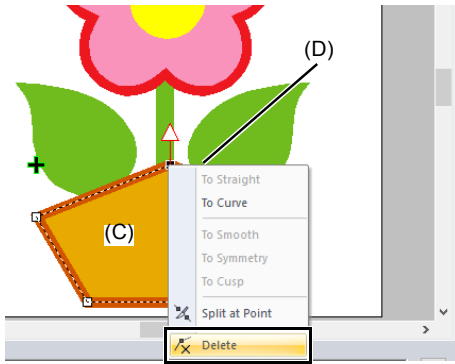 (D)
To Straight
To Curve
(C)
To Smooth
To Symmetry
To Cusp
Split at Point
Delete